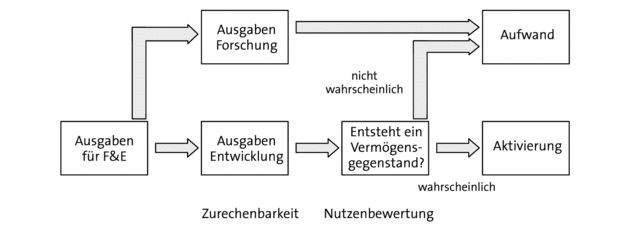 Ausgaben
Forschung
Aufwand
nicht
wahrscheinlich
Ausgaben
für F&E
Ausgaben
Entwicklung
Entsteht ein
Vermögens-
gegenstand?
Aktivierung
wahrscheinlich
Zurechenbarkeit
Nutzenbewertung